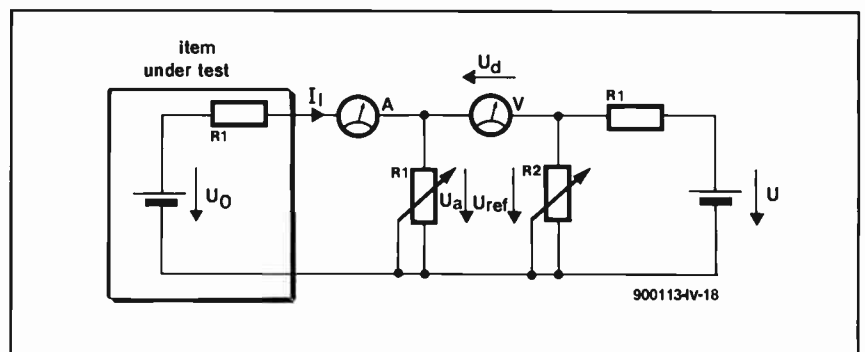 item
under test
I1
A
Ud
V
R1
R1
U0
R1
Ua
Uref
R2
U
900113-IV-18